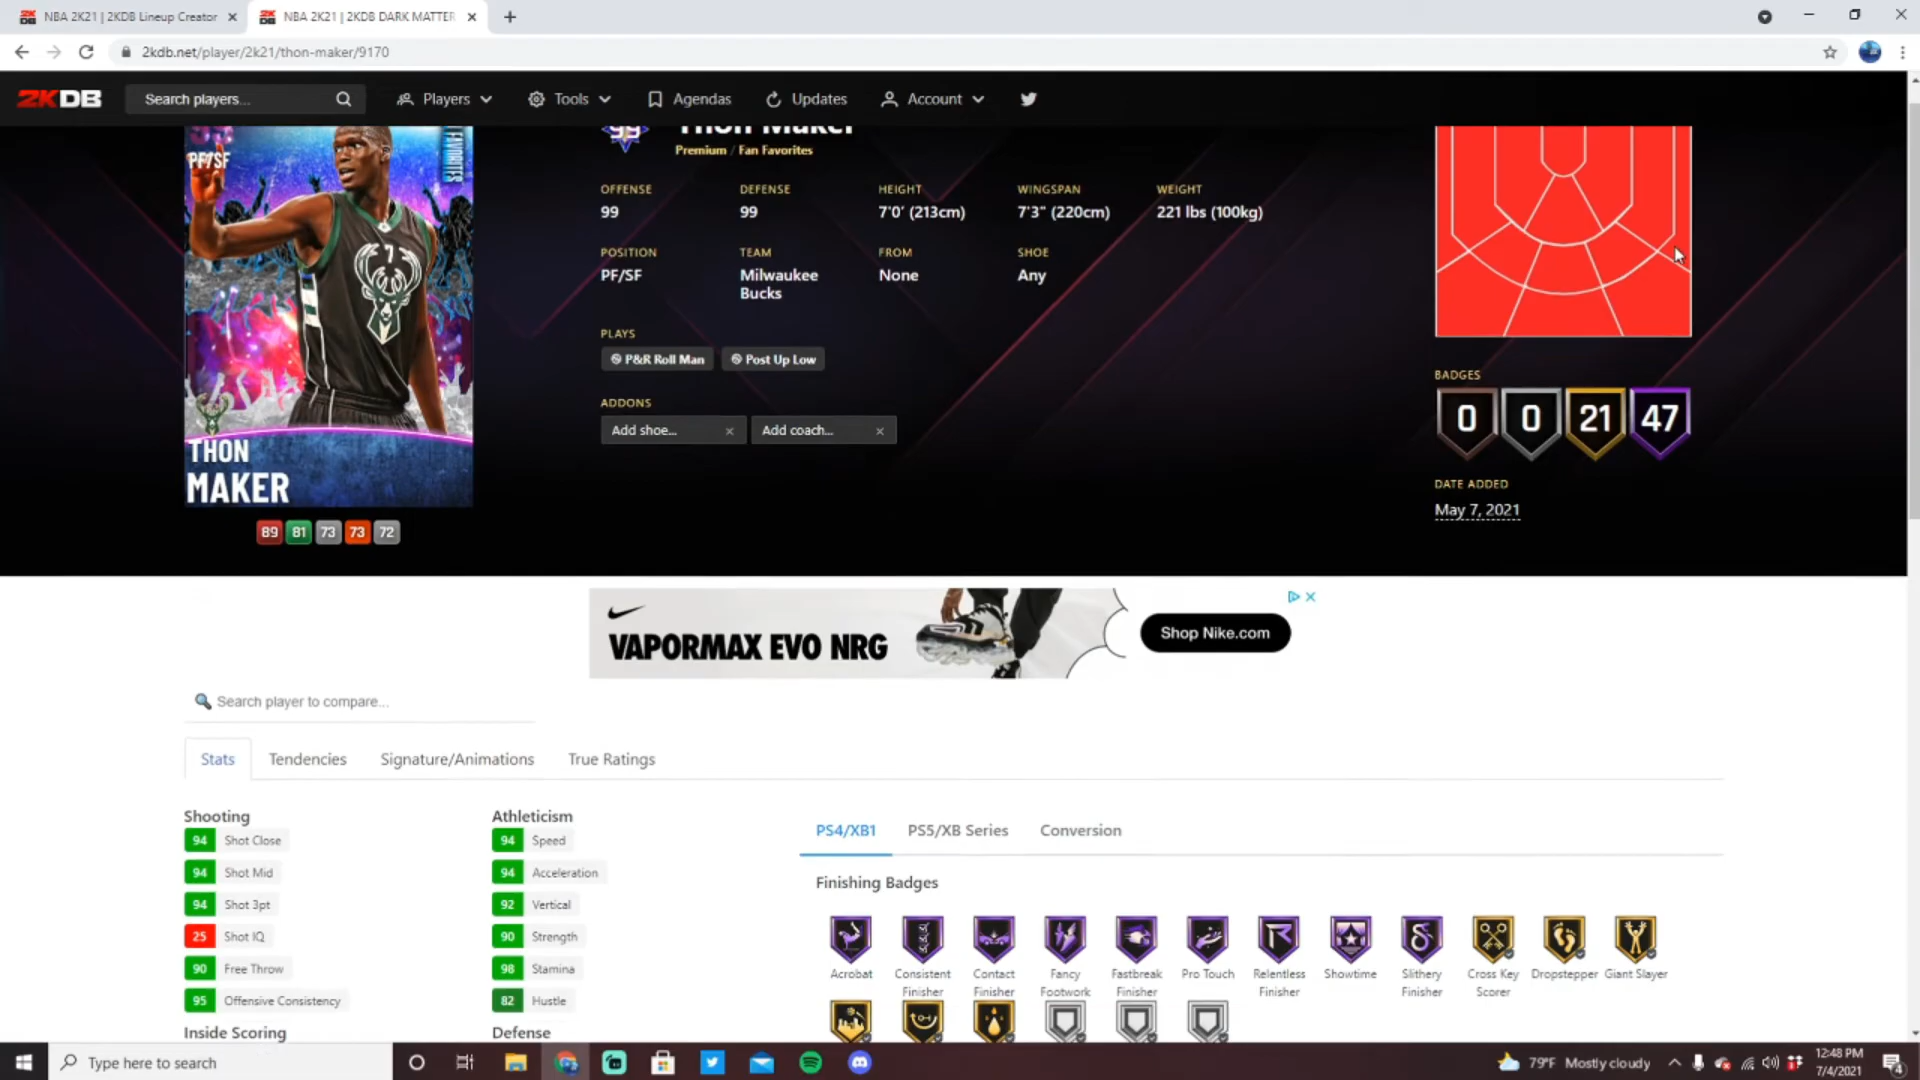 NBA 2K21 | 2KDB Lineup Creator
NBA 2K21 | 2KDB DARK MATTER
2kdb.net/player/2k21/thon-maker/9170
2KDB
Search players...
Players
Tools
Agendas
Updates
Account
99
Thon Maker
Premium / Fan Favorites
PF/SF
FAVORITES
7
THON
MAKER
89 81 73 73 72
OFFENSE
99
DEFENSE
99
HEIGHT
7'0' (213cm)
WINGSPAN
7'3" (220cm)
WEIGHT
221 lbs (100kg)
POSITION
PF/SF
TEAM
Milwaukee
Bucks
FROM
None
SHOE
Any
PLAYS
P&R Roll Man
Post Up Low
ADDONS
Add shoe...
Add coach...
BADGES
0 0 21 47
DATE ADDED
May 7, 2021
VAPORMAX EVO NRG
Shop Nike.com
Search player to compare...
Stats
Tendencies
Signature/Animations
True Ratings
Shooting
94 Shot Close
94 Shot Mid
94 Shot 3pt
25 Shot IQ
90 Free Throw
95 Offensive Consistency
Inside Scoring
Athleticism
94 Speed
94 Acceleration
92 Vertical
90 Strength
98 Stamina
82 Hustle
Defense
PS4/XB1
PS5/XB Series
Conversion
Finishing Badges
Acrobat
Consistent
Finisher
Contact
Finisher
Fancy
Footwork
Fastbreak
Finisher
Pro Touch
Relentless
Finisher
Showtime
Slithery
Finisher
Cross Key
Scorer
Dropstepper
Giant Slayer
Type here to search
79°F Mostly cloudy
12:48 PM
7/4/2021
4